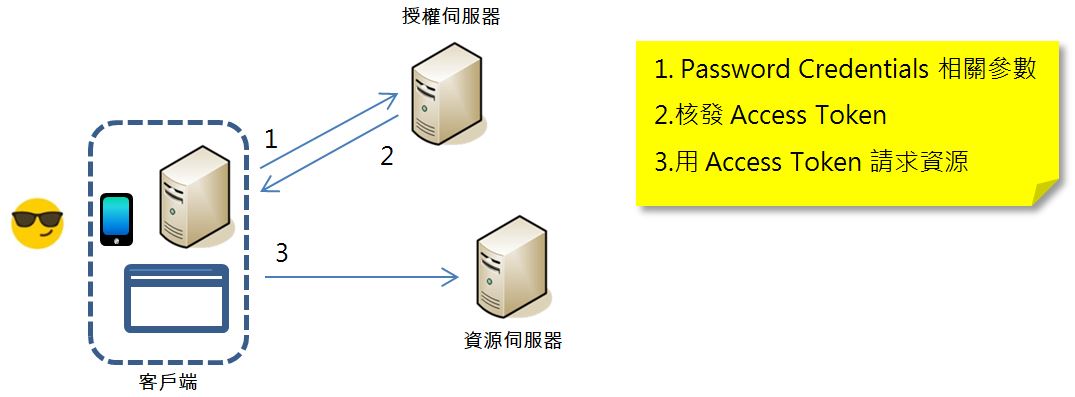 授權伺服器
1. Password Credentials 相關參數
2.核發 Access Token
3.用 Access Token 請求資源
1
2
3
資源伺服器
客戶端